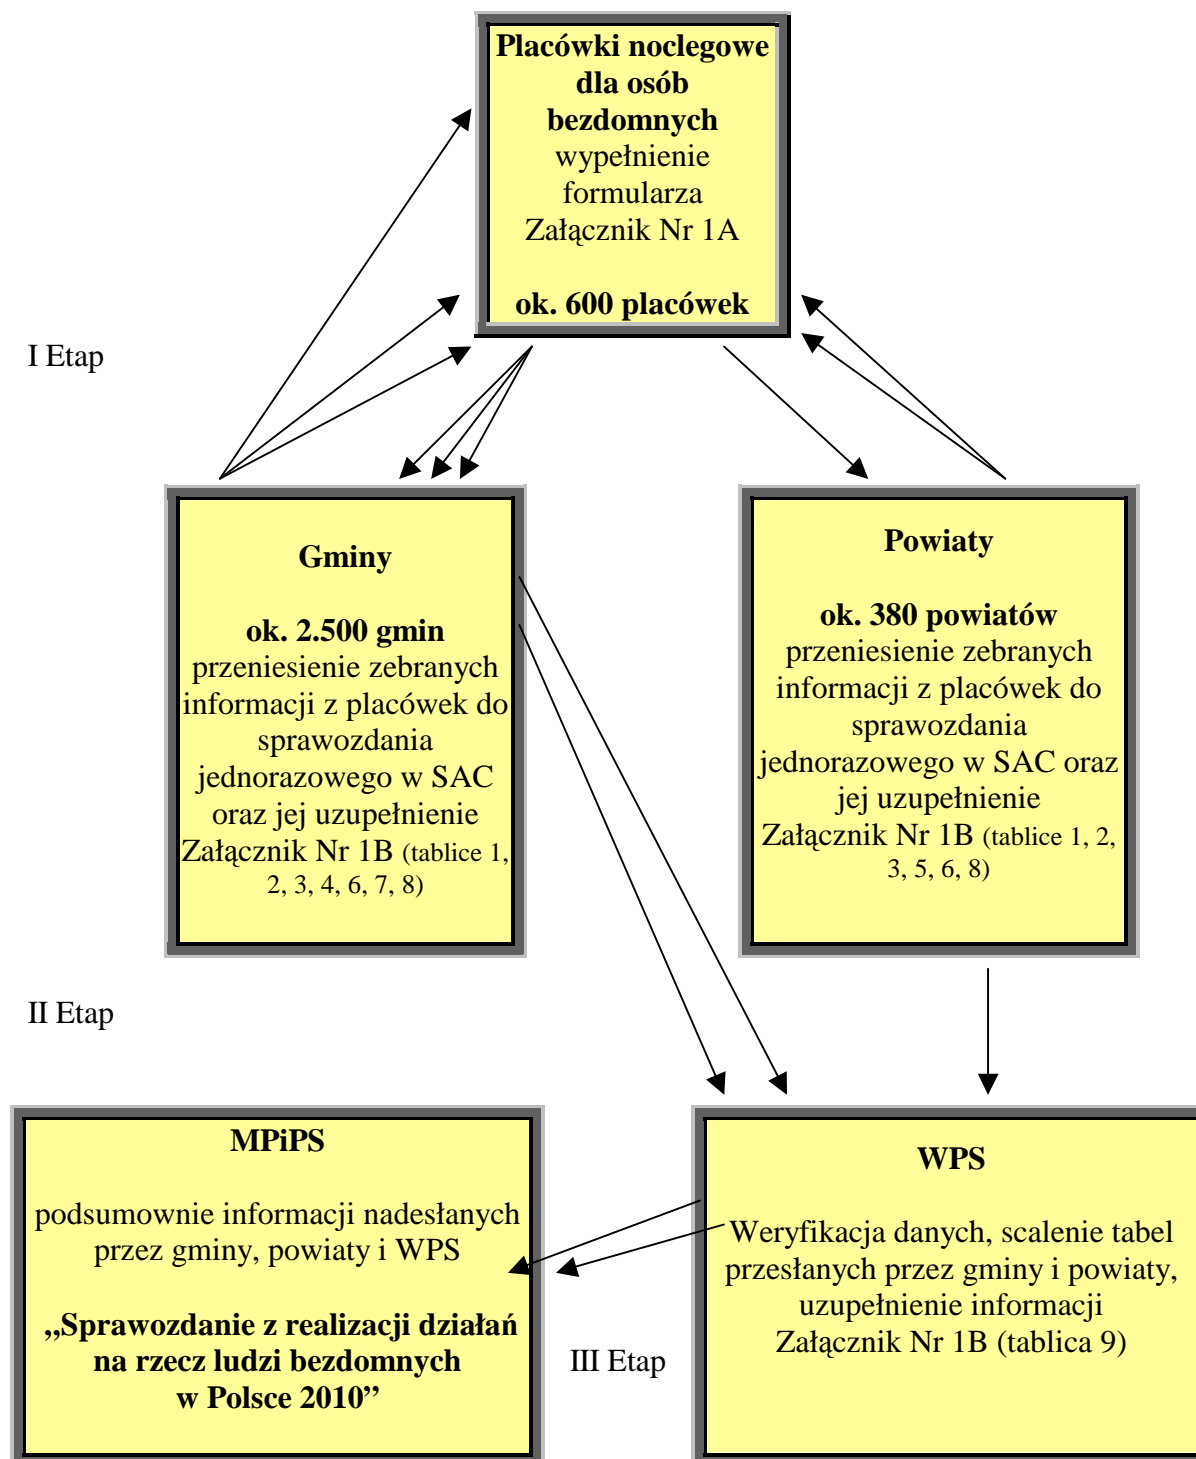 Placówki noclegowe
dla osób
bezdomnych
wypełnienie
formularza
Załącznik Nr 1A
ok. 600 placówek
I Etap
Gminy
ok. 2.500 gmin
przeniesienie zebranych
informacji z placówek do
sprawozdania
jednorazowego w SAC
oraz jej uzupełnienie
Załącznik Nr 1B (tablice 1,
2, 3, 4, 6, 7, 8)
Powiaty
ok. 380 powiatów
przeniesienie zebranych
informacji z placówek do
sprawozdania
jednorazowego w SAC oraz
jej uzupełnienie
Załącznik Nr 1B (tablice 1, 2,
3, 5, 6, 8)
II Etap
MPiPS
podsumownie informacji nadesłanych
przez gminy, powiaty i WPS
„Sprawozdanie z realizacji działań
na rzecz ludzi bezdomnych
w Polsce 2010”
III Etap
WPS
Weryfikacja danych, scalenie tabel
przesłanych przez gminy i powiaty,
uzupełnienie informacji
Załącznik Nr 1B (tablica 9)